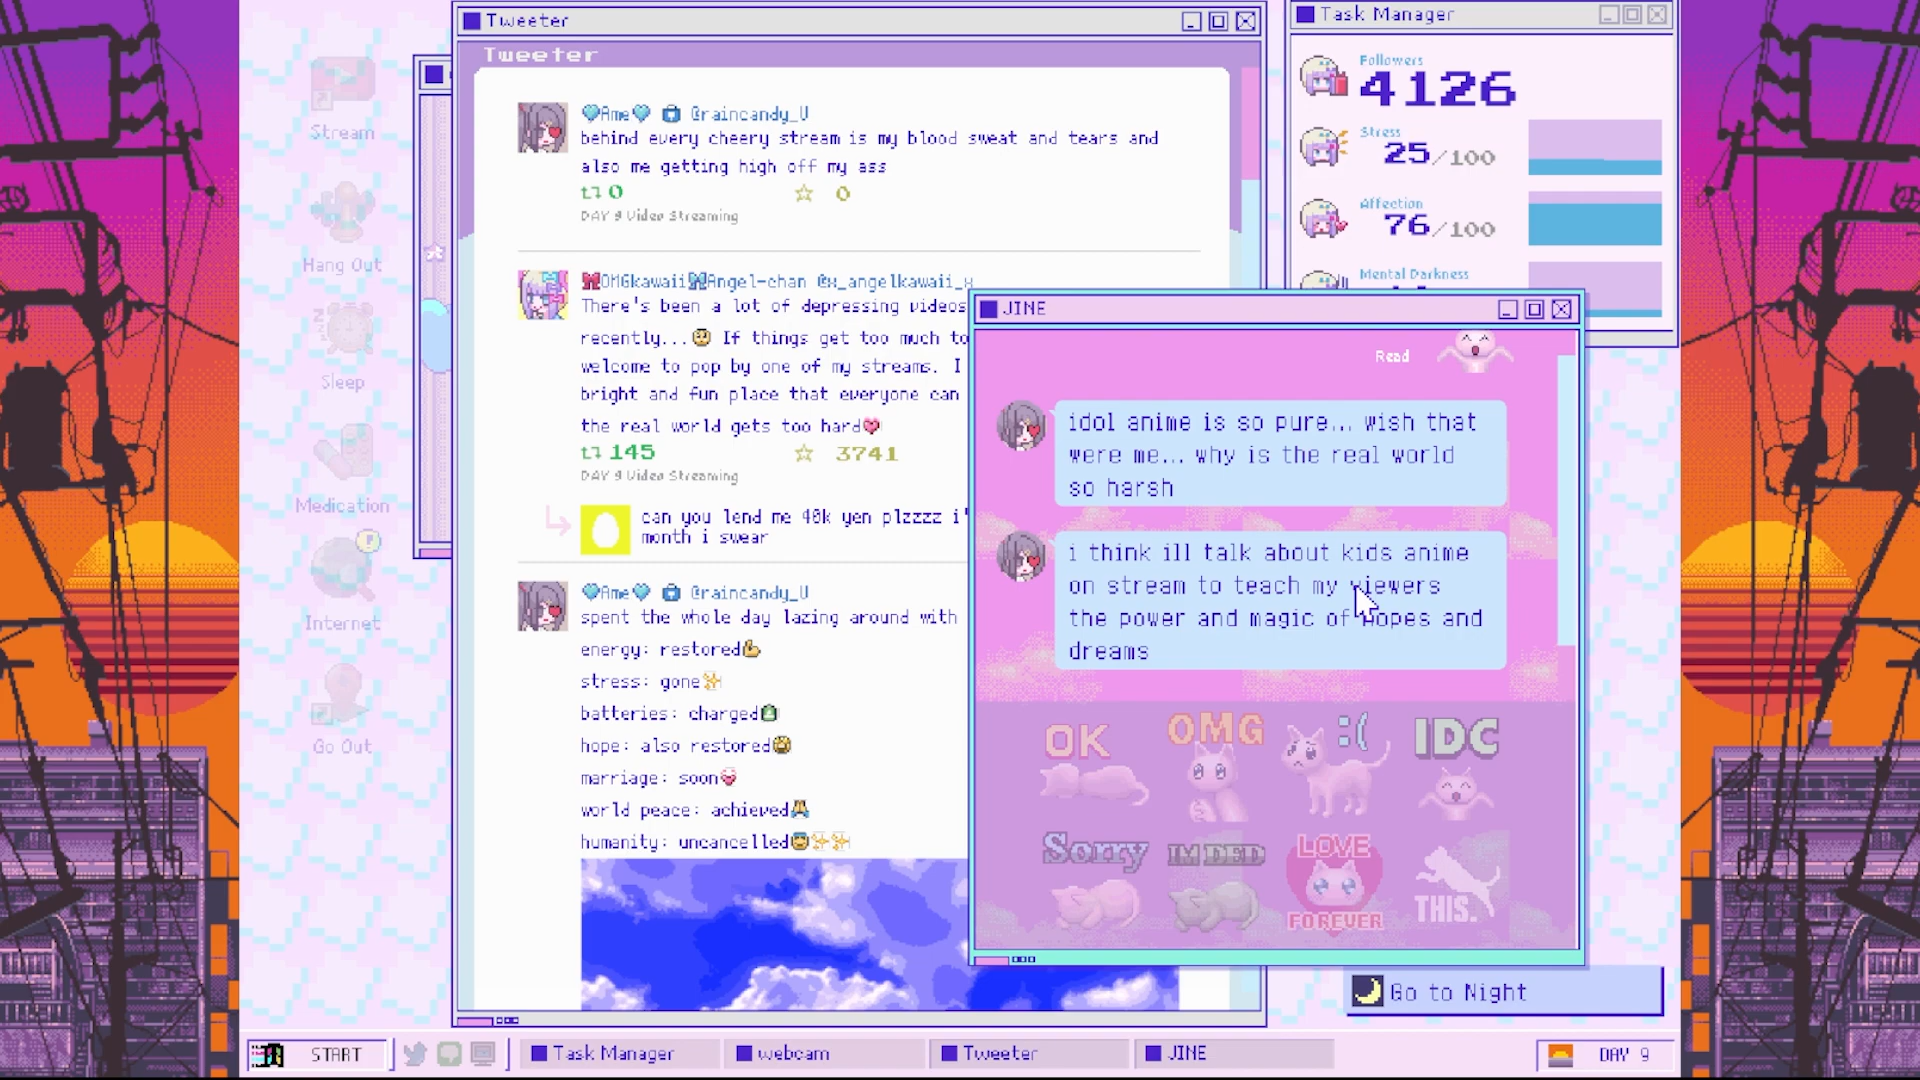 Tweeter
Tweeter
♥Ame♥ @raincandy_U
behind every cheery stream is my blood sweat and tears and
also me getting high off my ass
0 0
DAY 9 Video Streaming
OMGkawaiiAngel-chan @x_angelkawaii_x
There's been a lot of depressing videos
recently... If things get too much to
welcome to pop by one of my streams. I
bright and fun place that everyone can
the real world gets too hard
145 3741
DAY 9 Video Streaming
can you lend me 40k yen plzzzz i'
month i swear
♥Ame♥ @raincandy_U
spent the whole day lazing around with
energy: restored
stress: gone
batteries: charged
hope: also restored
marriage: soon
world peace: achieved
humanity: uncancelled
Stream
Hang Out
Sleep
Medication
Internet
Go Out
Task Manager
Followers
4126
Stress
25/100
Affection
76/100
Mental Darkness
JINE
Read
idol anime is so pure... wish that
were me... why is the real world
so harsh
i think ill talk about kids anime
on stream to teach my viewers
the power and magic of hopes and
dreams
OK
OMG
:(
IDC
Sorry
IM DED
LOVE
FOREVER
THIS.
Go to Night
START
Task Manager
webcam
Tweeter
JINE
DAY 9